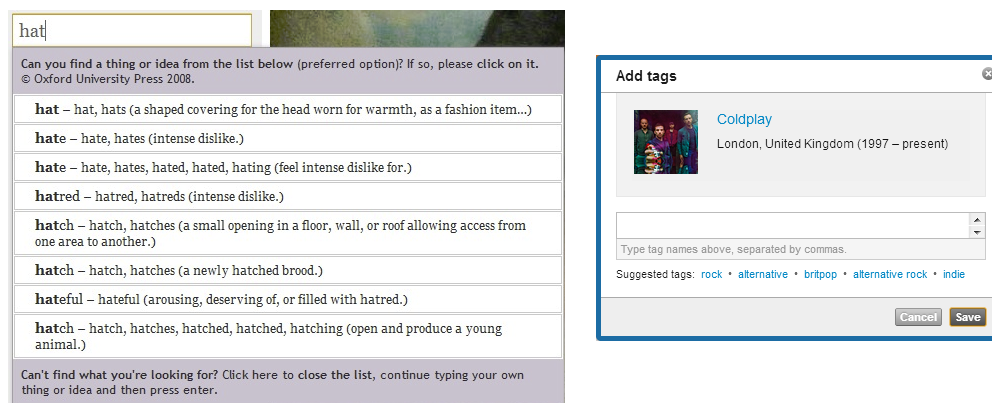 hat
Can you find a thing or idea from the list below (preferred option)? If so, please click on it.
© Oxford University Press 2008.
hat – hat, hats (a shaped covering for the head worn for warmth, as a fashion item...)
hate – hate, hates (intense dislike.)
hate – hate, hates, hated, hated, hating (feel intense dislike for.)
hatred – hatred, hatreds (intense dislike.)
hatch – hatch, hatches (a small opening in a floor, wall, or roof allowing access from
one area to another.)
hatch – hatch, hatches (a newly hatched brood.)
hateful – hateful (arousing, deserving of, or filled with hatred.)
hatch – hatch, hatches, hatched, hatched, hatching (open and produce a young
animal.)
Can't find what you're looking for? Click here to close the list, continue typing your own
thing or idea and then press enter.
Add tags
Coldplay
London, United Kingdom (1997 – present)
Type tag names above, separated by commas.
Suggested tags: rock • alternative • britpop • alternative rock • indie
Cancel Save